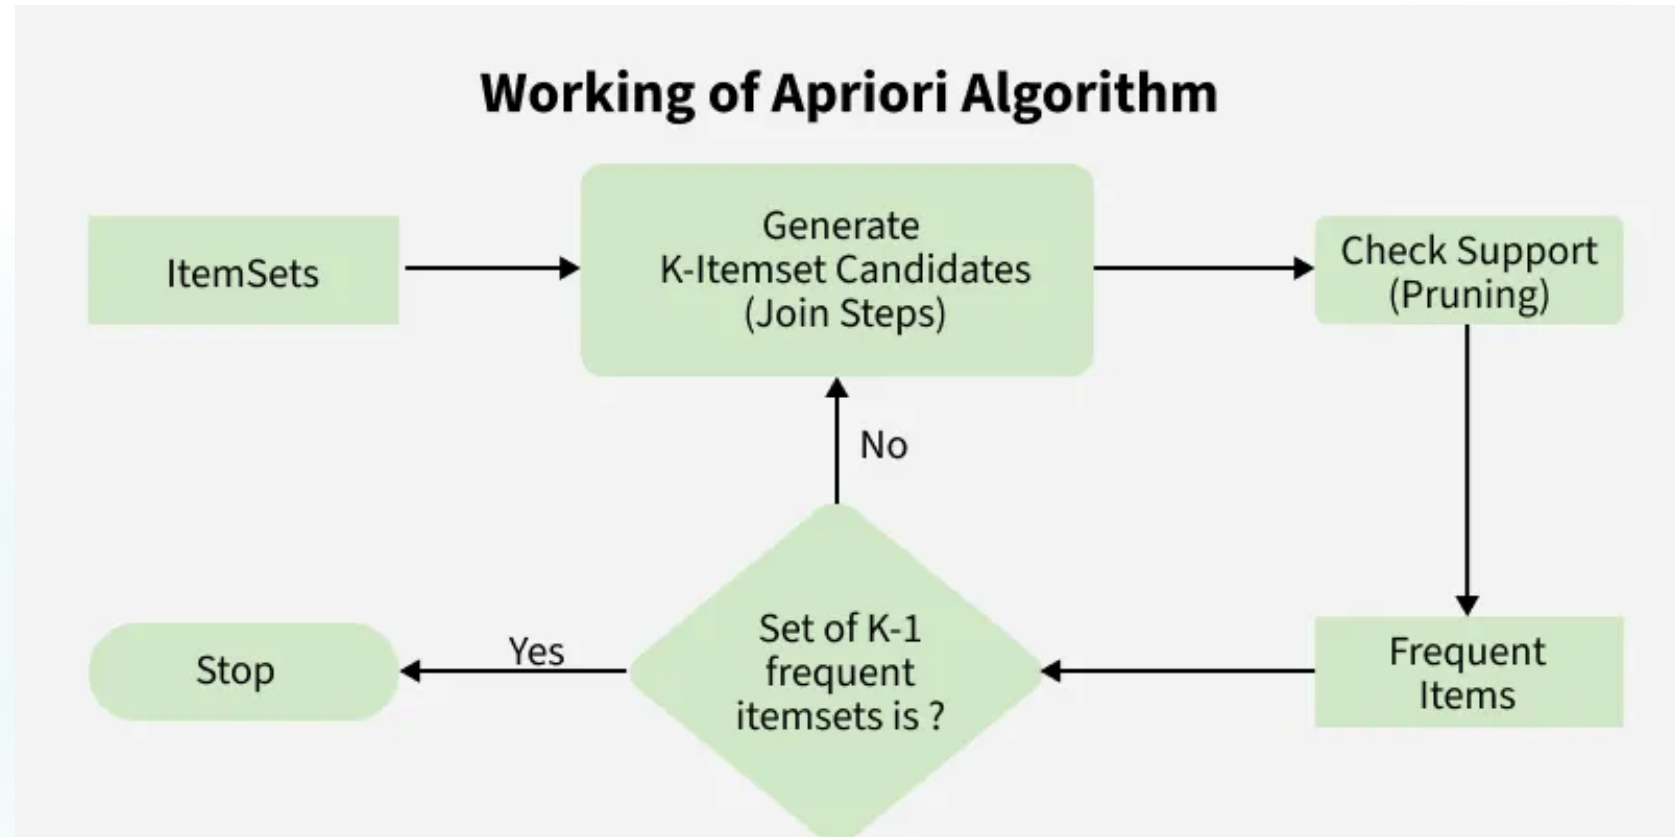 Working of Apriori Algorithm
ItemSets
Generate
K-Itemset Candidates
(Join Steps)
Check Support
(Pruning)
No
Stop
Yes
Set of K-1
frequent
itemsets is ?
Frequent
Items